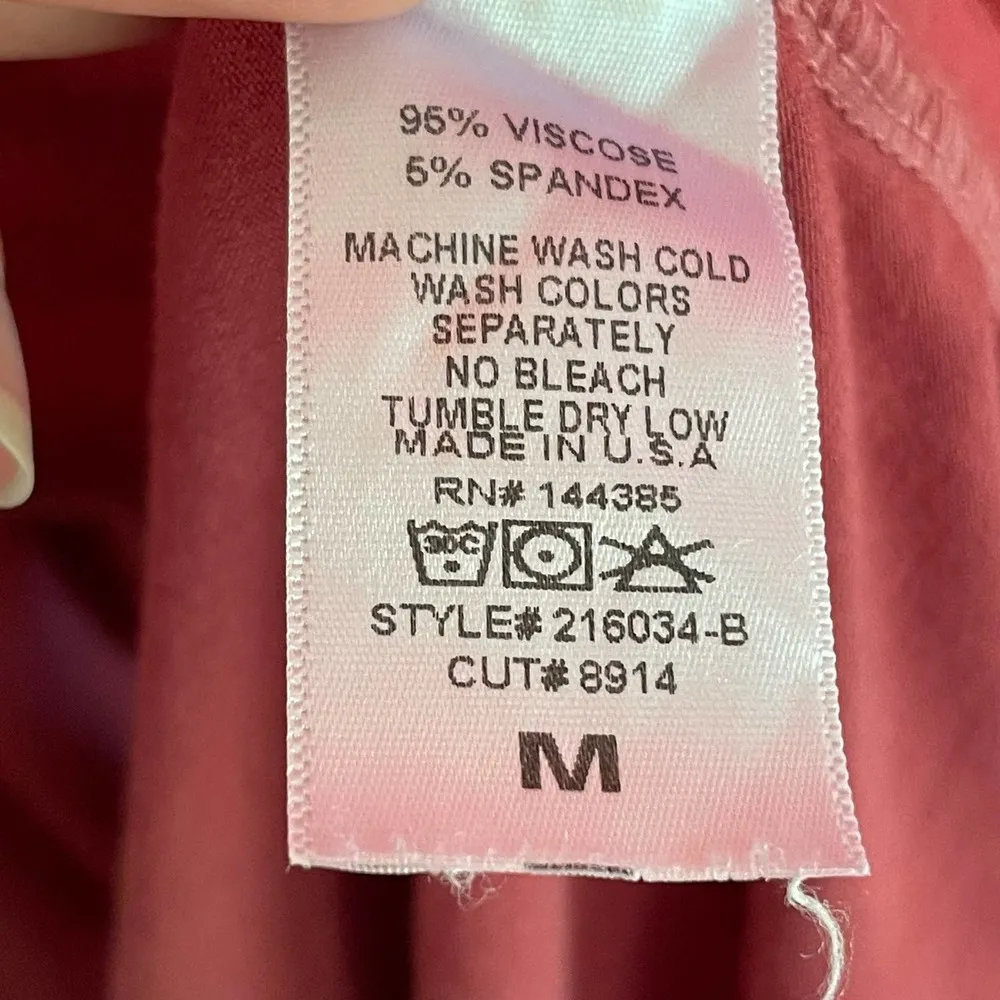 95% VISCOSE
5% SPANDEX
MACHINE WASH COLD
WASH COLORS
SEPARATELY
NO BLEACH
TUMBLE DRY LOW
MADE IN U.S.A
RN# 144385
30C
STYLE# 216034-B
CUT# 8914
M